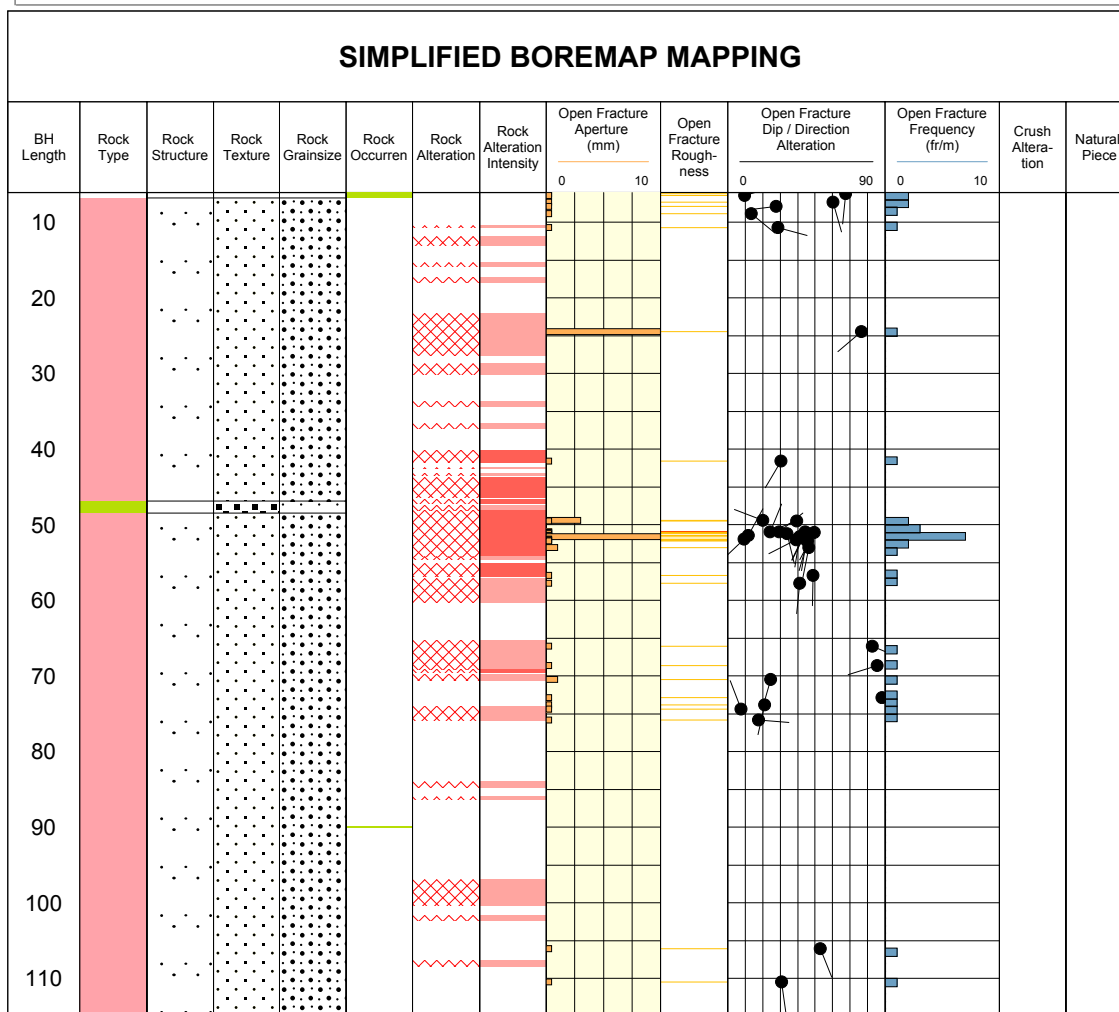 SIMPLIFIED BOREMAP MAPPING
BH
Length
Rock
Type
Rock
Structure
Rock
Texture
Rock
Grainsize
Rock
Occurren
Rock
Alteration
Rock
Alteration
Intensity
Open Fracture
Aperture
(mm)
0 10
Open
Fracture
Rough-
ness
Open Fracture
Dip / Direction
Alteration
0 90
Open Fracture
Frequency
(fr/m)
0 10
Crush
Altera-
tion
Natural
Piece
10
20
30
40
50
60
70
80
90
100
110